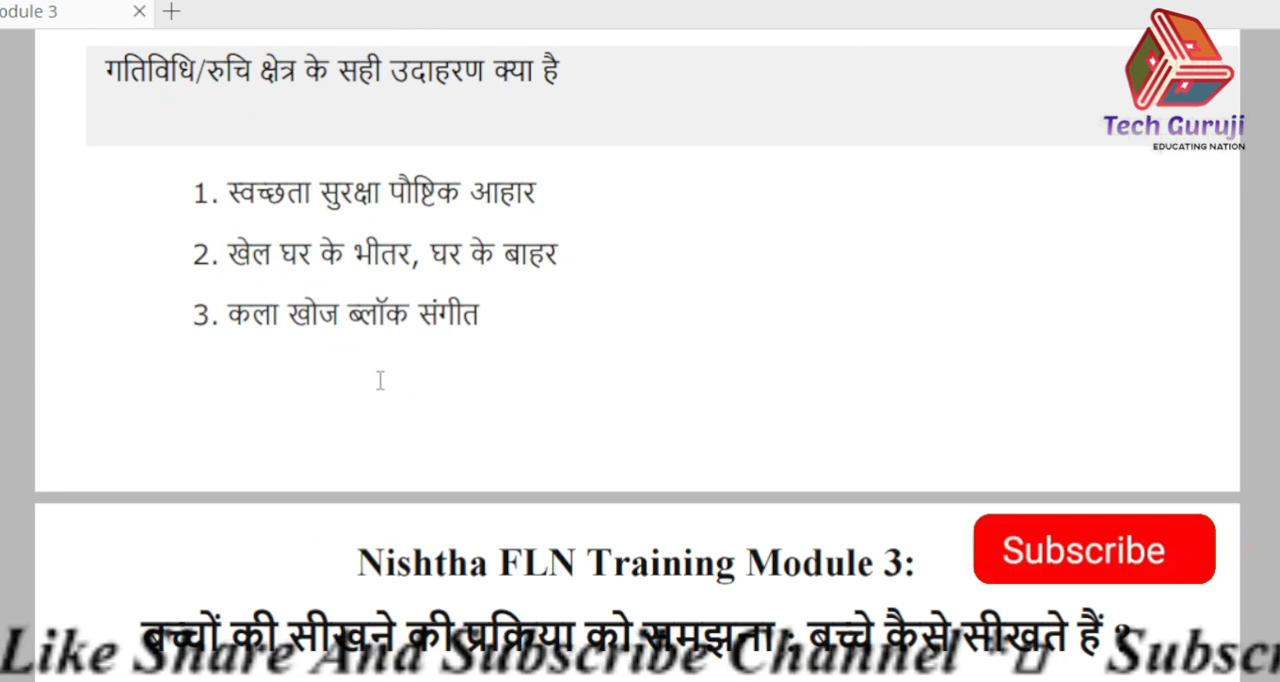 odule 3
Tech Guruji
EDUCATING NATION
गतिविधि/रुचि क्षेत्र के सही उदाहरण क्या है
1. स्वच्छता सुरक्षा पौष्टिक आहार
2. खेल घर के भीतर, घर के बाहर
3. कला खोज ब्लॉक संगीत
Subscribe
Nishtha FLN Training Module 3:
बच्चों की सीखने की प्रक्रिया को समझना : बच्चे कैसे सीखते हैं ?
Like Share And Subscribe Channel